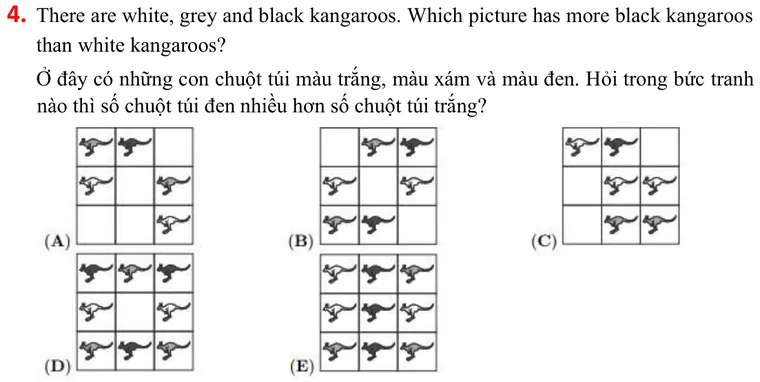 4. There are white, grey and black kangaroos. Which picture has more black kangaroos
than white kangaroos?
Ở đây có những con chuột túi màu trắng, màu xám và màu đen. Hỏi trong bức tranh
nào thì số chuột túi đen nhiều hơn số chuột túi trắng?
(A) (B) (C)
(D) (E)